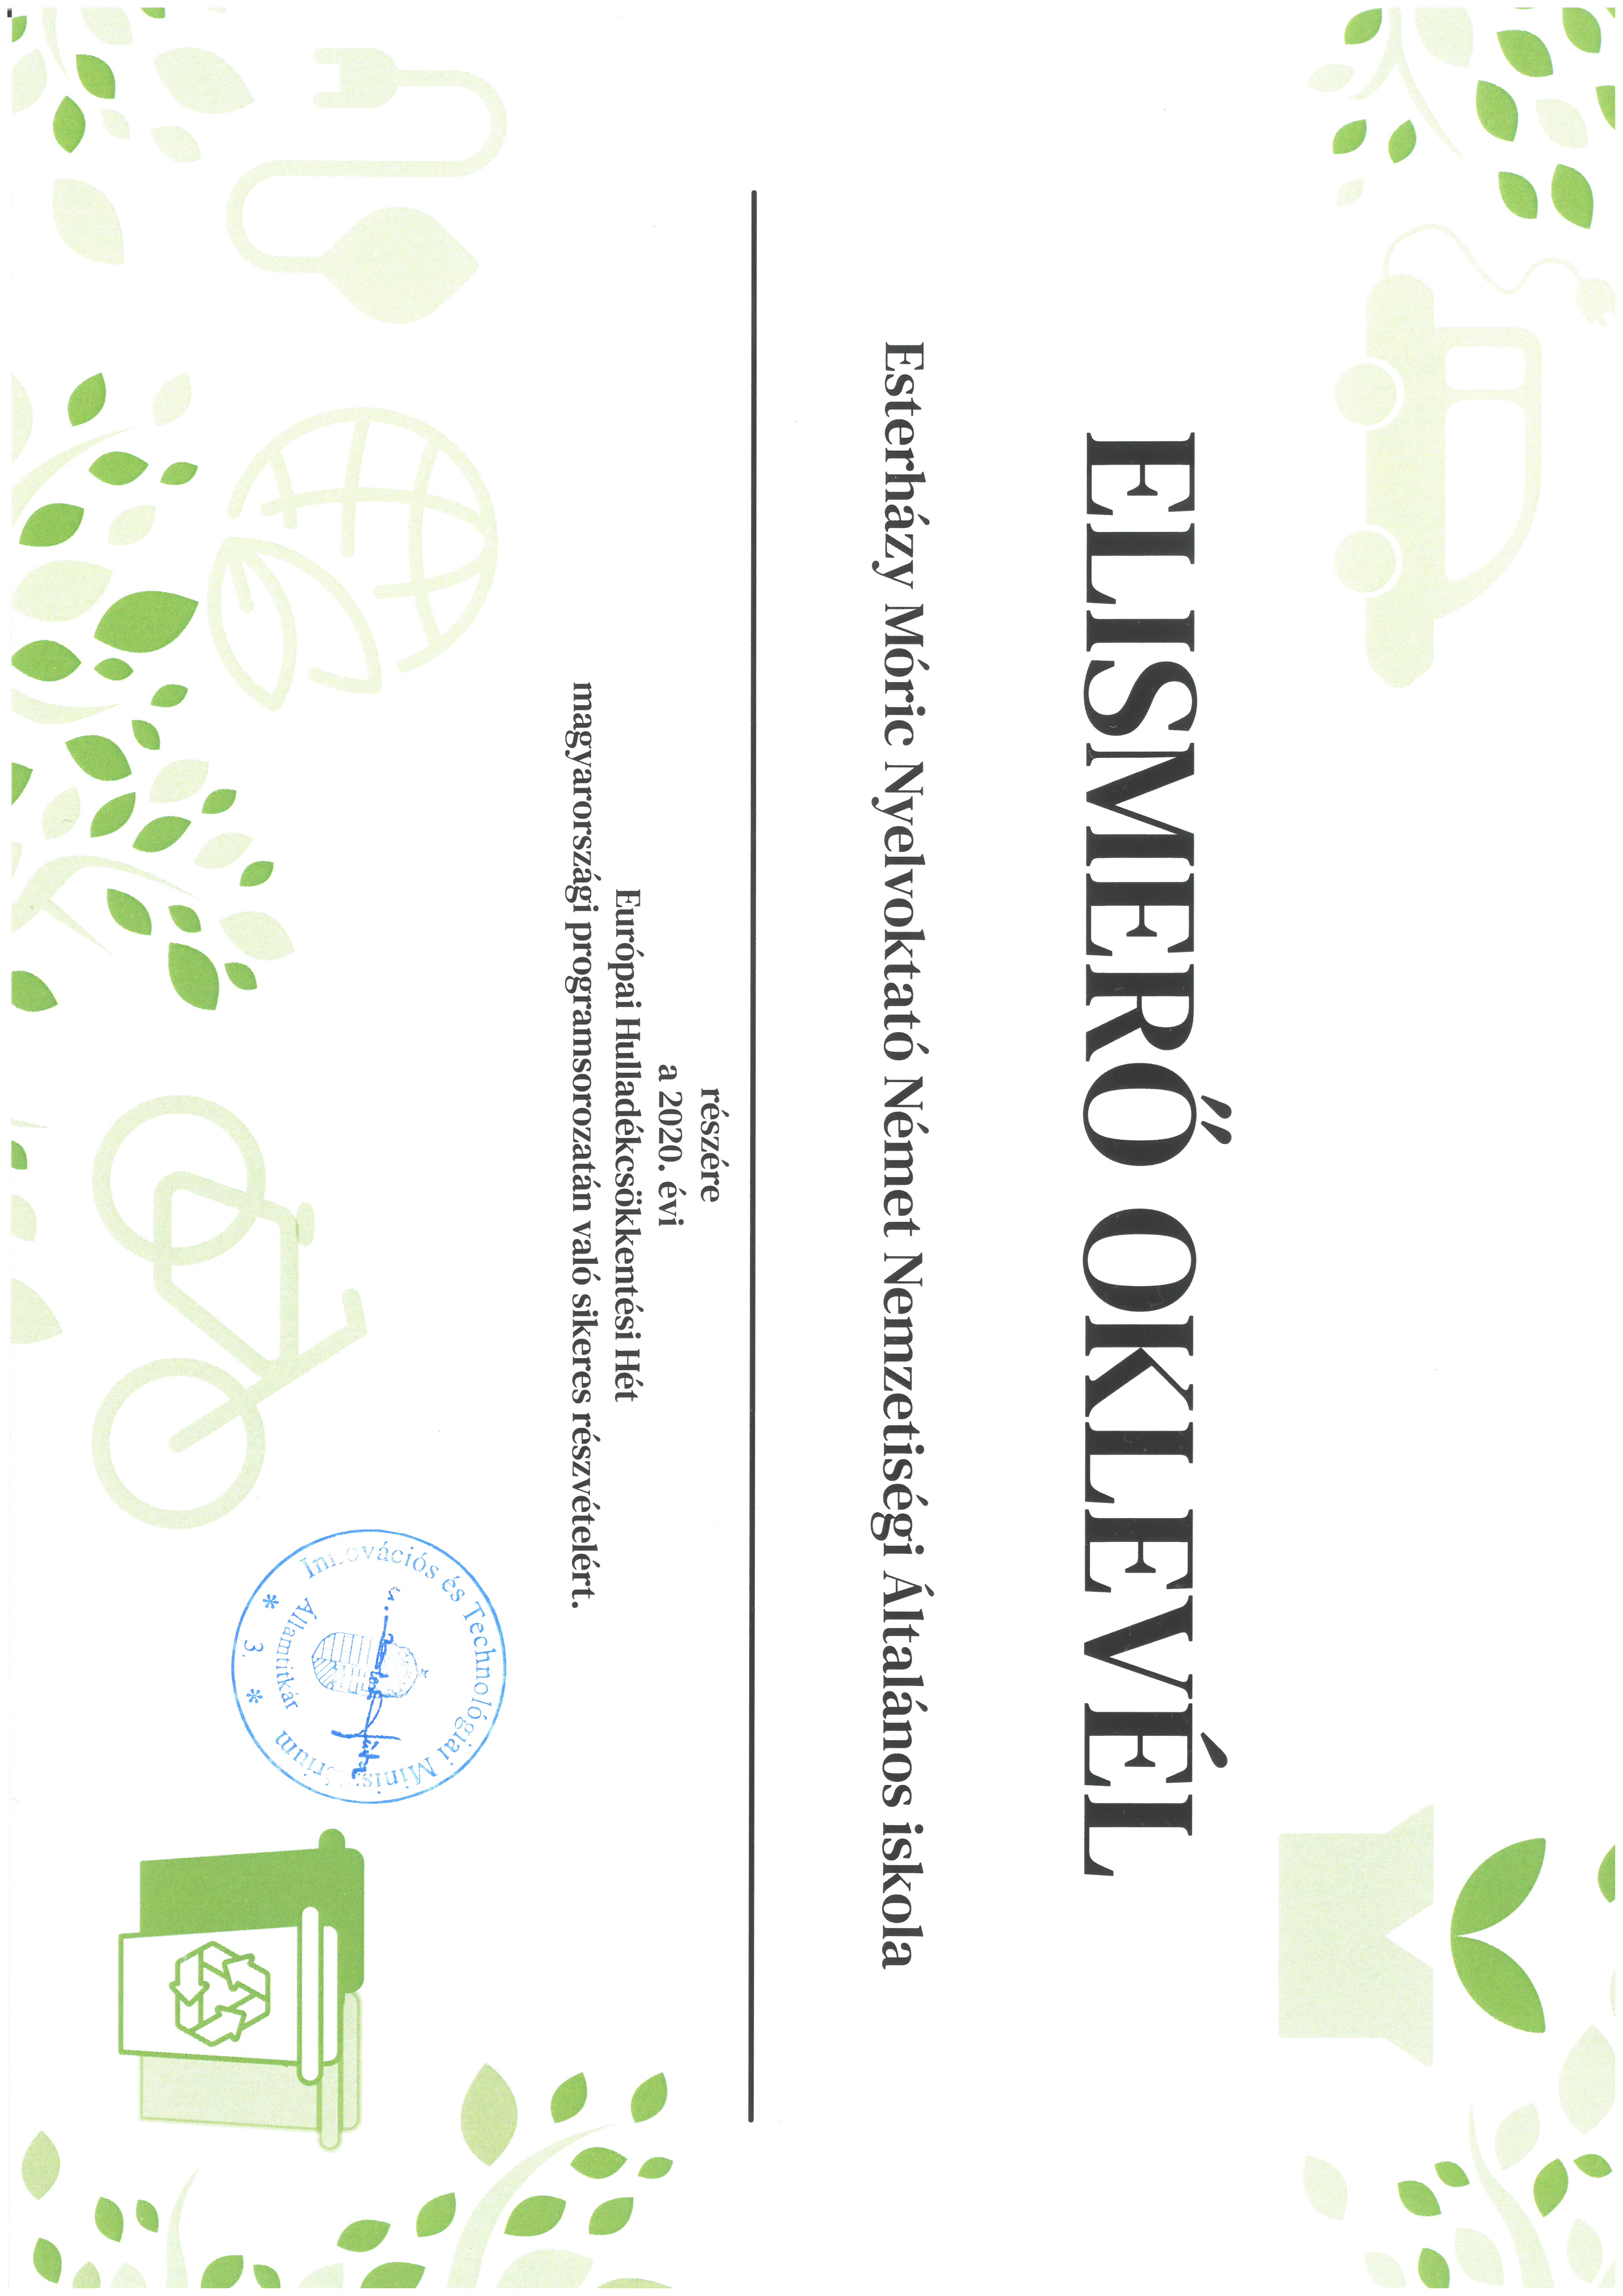 ELISMERŐ OKLEVÉL
Esterházy Móric Nyelvoktató Német Nemzetiségi Általános iskola
részére
a 2020. évi
Európai Hulladékcsökkentési Hét
magyarországi programsorozatán való sikeres részvételért.
Innovációs és Technológiai Minisztérium
Államtitkár
* 3. *